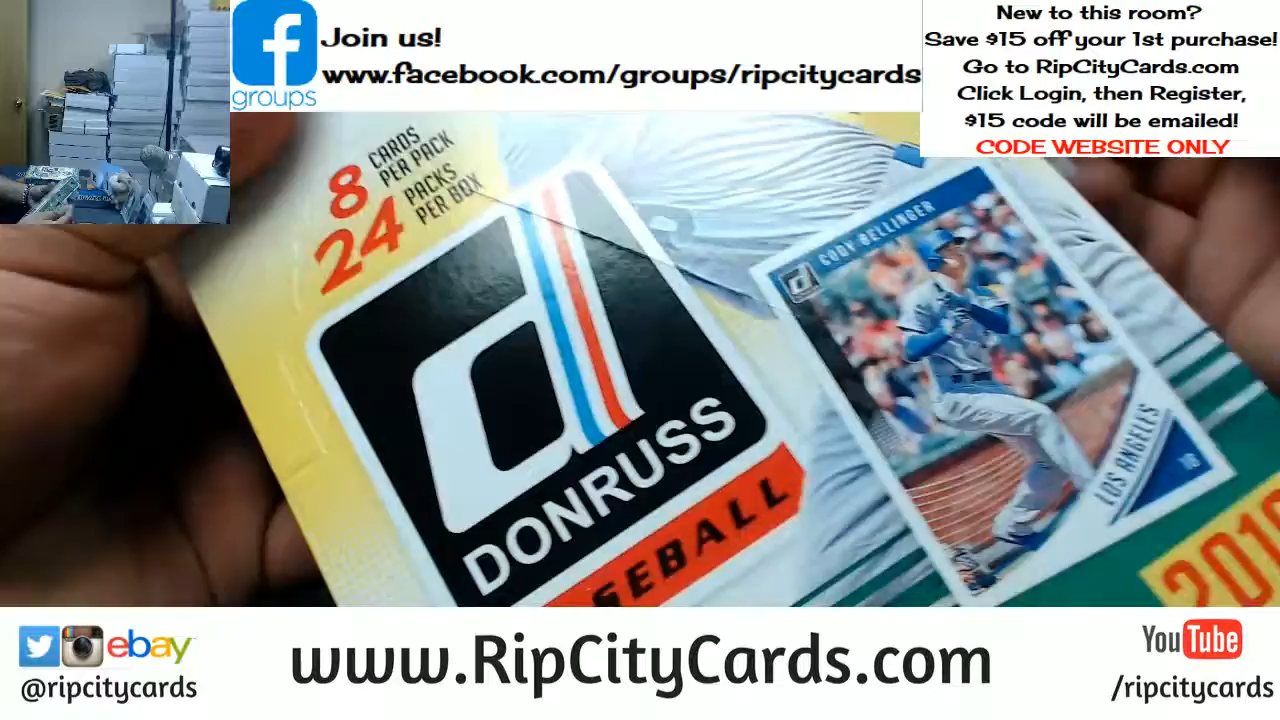 Join us!
www.facebook.com/groups/ripcitycards
groups
New to this room?
Save $15 off your 1st purchase!
Go to RipCityCards.com
Click Login, then Register,
$15 code will be emailed!
CODE WEBSITE ONLY
8 CARDS
PER PACK
24 PACKS
PER BOX
DONRUSS
SEBALL
CODY BELLINGER
LOS ANGELES
ebay
@ripcitycards
www.RipCityCards.com
YouTube
/ripcitycards